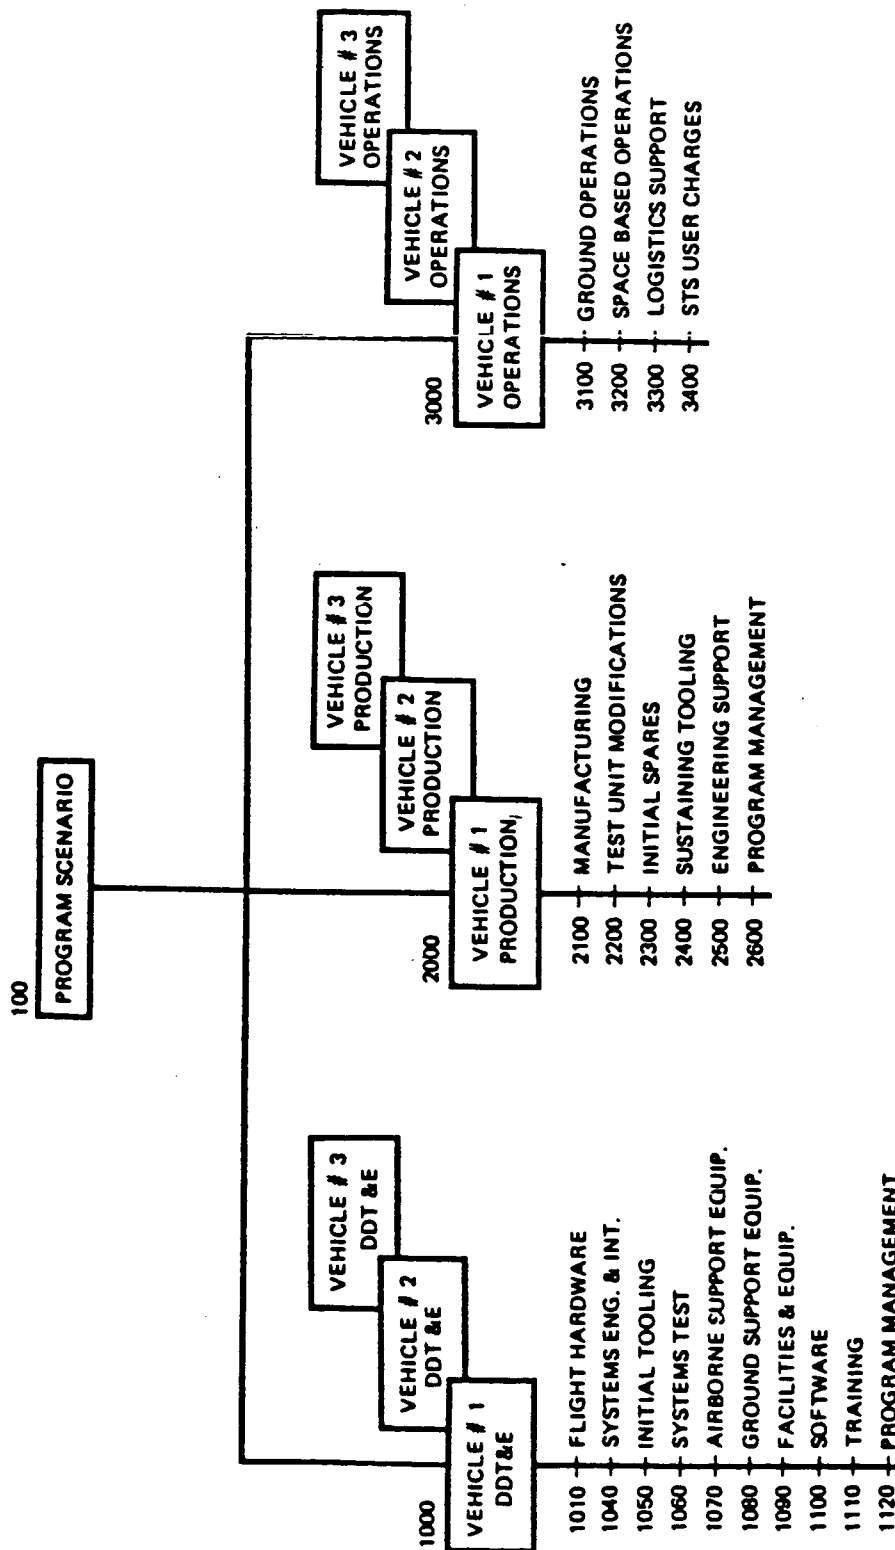 100
PROGRAM SCENARIO
1000
VEHICLE # 1
DDT&E
VEHICLE # 2
DDT &E
VEHICLE # 3
DDT &E
1010 FLIGHT HARDWARE
1040 SYSTEMS ENG. & INT.
1050 INITIAL TOOLING
1060 SYSTEMS TEST
1070 AIRBORNE SUPPORT EQUIP.
1080 GROUND SUPPORT EQUIP.
1090 FACILITIES & EQUIP.
1100 SOFTWARE
1110 TRAINING
1120 PROGRAM MANAGEMENT
2000
VEHICLE # 1
PRODUCTION
VEHICLE # 2
PRODUCTION
VEHICLE # 3
PRODUCTION
2100 MANUFACTURING
2200 TEST UNIT MODIFICATIONS
2300 INITIAL SPARES
2400 SUSTAINING TOOLING
2500 ENGINEERING SUPPORT
2600 PROGRAM MANAGEMENT
3000
VEHICLE # 1
OPERATIONS
VEHICLE # 2
OPERATIONS
VEHICLE # 3
OPERATIONS
3100 GROUND OPERATIONS
3200 SPACE BASED OPERATIONS
3300 LOGISTICS SUPPORT
3400 STS USER CHARGES